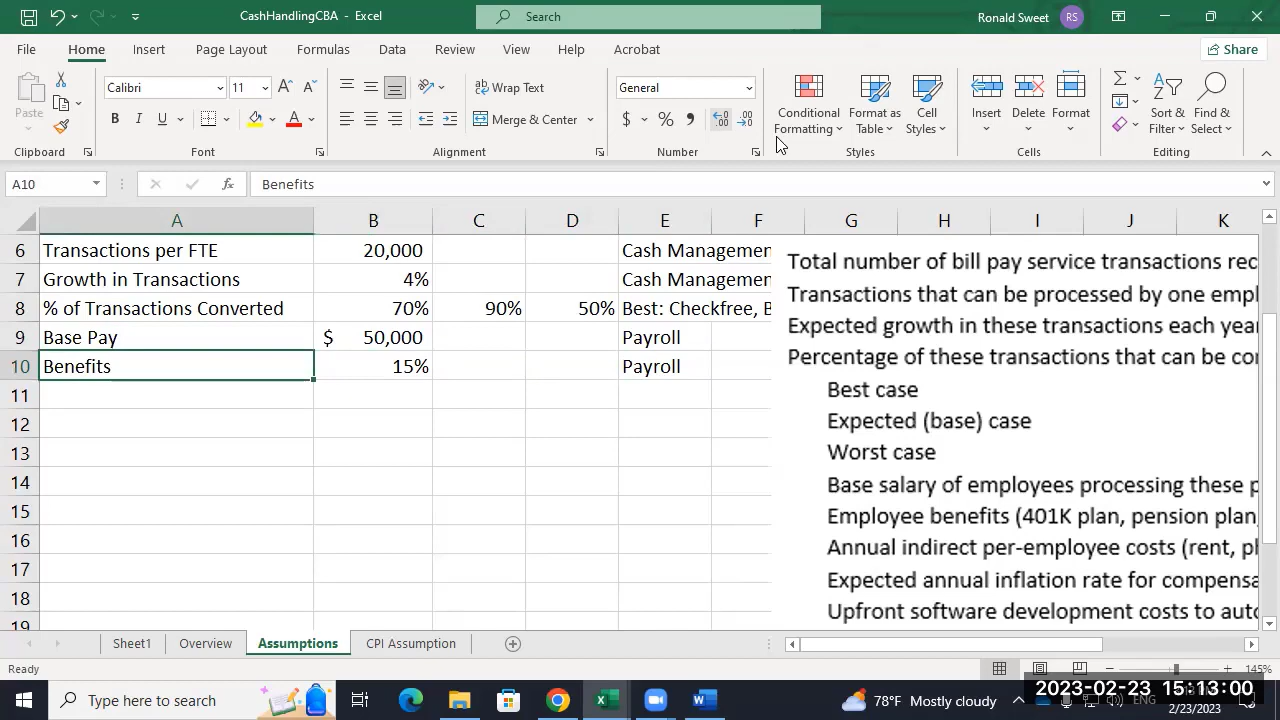 CashHandlingCBA - Excel
Search
Ronald Sweet RS
File Home Insert Page Layout Formulas Data Review View Help Acrobat Share
Paste
Clipboard
Calibri 11
B I U
Font
Wrap Text
Merge & Center
Alignment
General
$ % ,
Number
Conditional Formatting
Format as Table
Cell Styles
Styles
Insert Delete Format
Cells
Sort & Filter
Find & Select
Editing
A10 fx Benefits
A B C D E F G H I J K
6 Transactions per FTE 20,000 Cash Managemen
7 Growth in Transactions 4% Cash Managemen
8 % of Transactions Converted 70% 90% 50% Best: Checkfree, B
9 Base Pay $ 50,000 Payroll
10 Benefits 15% Payroll
11
12
13
14
15
16
17
18
19
Total number of bill pay service transactions rec
Transactions that can be processed by one empl
Expected growth in these transactions each year
Percentage of these transactions that can be co
Best case
Expected (base) case
Worst case
Base salary of employees processing these p
Employee benefits (401K plan, pension plan,
Annual indirect per-employee costs (rent, ph
Expected annual inflation rate for compensa
Upfront software development costs to aut
Sheet1 Overview Assumptions CPI Assumption
Ready 145%
Type here to search
78°F Mostly cloudy
ENG
2023-02-23 15:13:00
2/23/2023